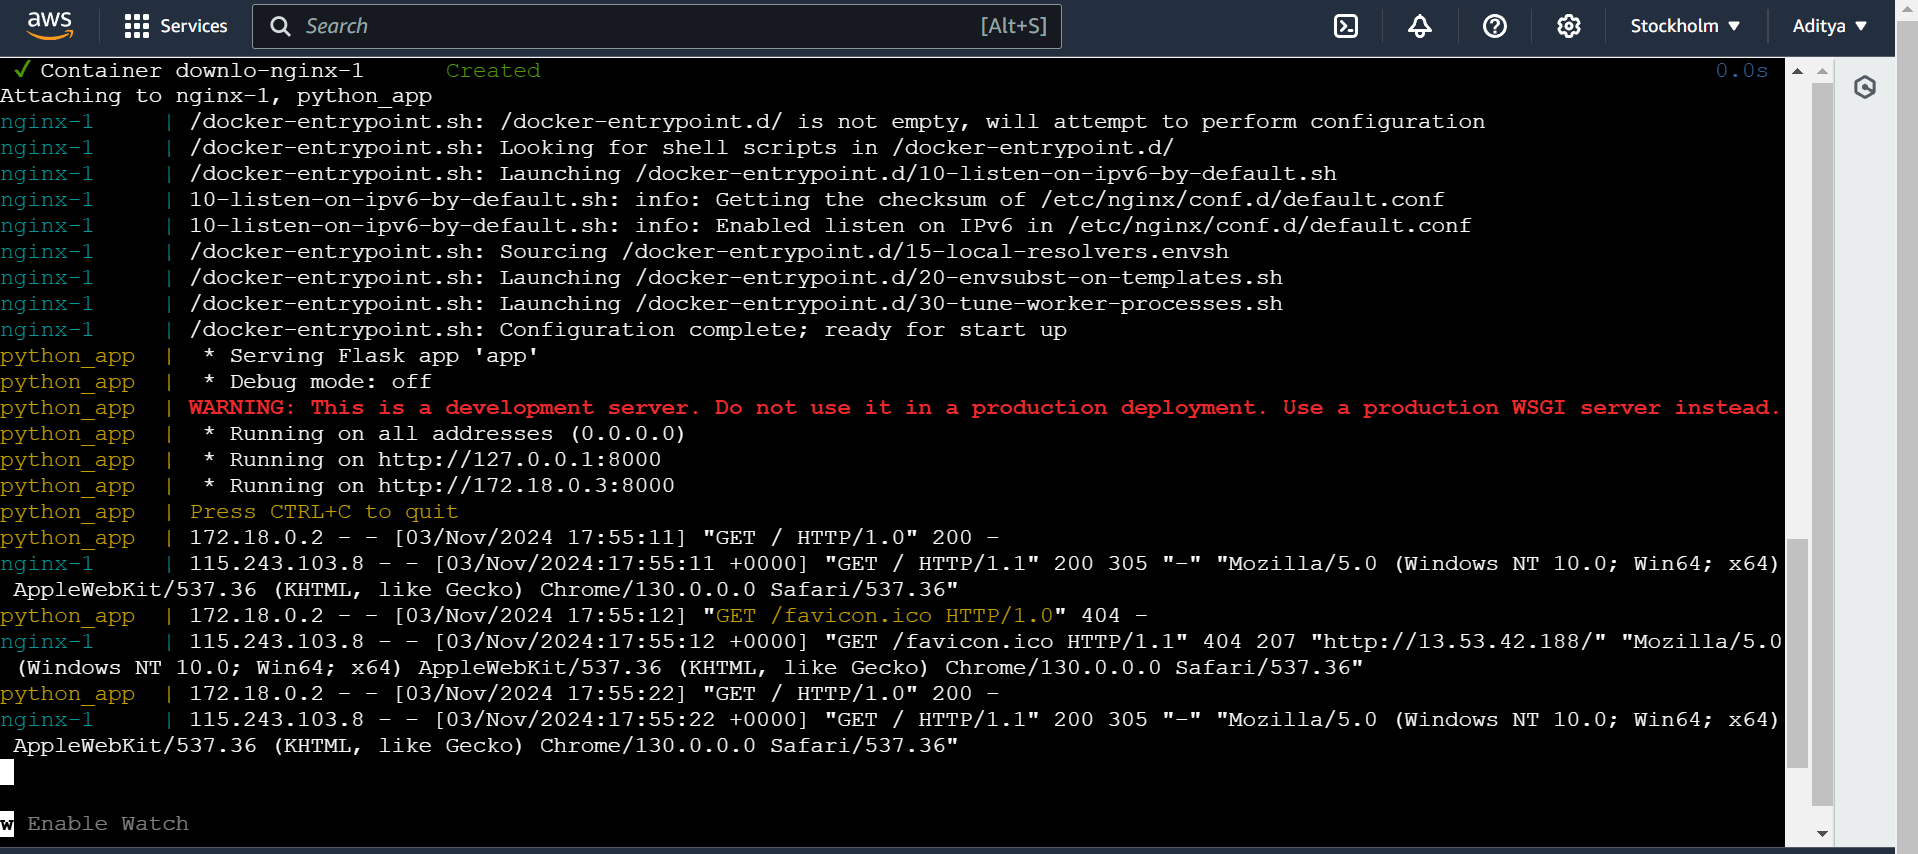 aws Services Search [Alt+S] Stockholm ▼ Aditya ▼
✓ Container downlo-nginx-1 Created 0.0s
Attaching to nginx-1, python_app
nginx-1 | /docker-entrypoint.sh: /docker-entrypoint.d/ is not empty, will attempt to perform configuration
nginx-1 | /docker-entrypoint.sh: Looking for shell scripts in /docker-entrypoint.d/
nginx-1 | /docker-entrypoint.sh: Launching /docker-entrypoint.d/10-listen-on-ipv6-by-default.sh
nginx-1 | 10-listen-on-ipv6-by-default.sh: info: Getting the checksum of /etc/nginx/conf.d/default.conf
nginx-1 | 10-listen-on-ipv6-by-default.sh: info: Enabled listen on IPv6 in /etc/nginx/conf.d/default.conf
nginx-1 | /docker-entrypoint.sh: Sourcing /docker-entrypoint.d/15-local-resolvers.envsh
nginx-1 | /docker-entrypoint.sh: Launching /docker-entrypoint.d/20-envsubst-on-templates.sh
nginx-1 | /docker-entrypoint.sh: Launching /docker-entrypoint.d/30-tune-worker-processes.sh
nginx-1 | /docker-entrypoint.sh: Configuration complete; ready for start up
python_app | * Serving Flask app 'app'
python_app | * Debug mode: off
python_app | WARNING: This is a development server. Do not use it in a production deployment. Use a production WSGI server instead.
python_app | * Running on all addresses (0.0.0.0)
python_app | * Running on http://127.0.0.1:8000
python_app | * Running on http://172.18.0.3:8000
python_app | Press CTRL+C to quit
python_app | 172.18.0.2 - - [03/Nov/2024 17:55:11] "GET / HTTP/1.0" 200 -
nginx-1 | 115.243.103.8 - - [03/Nov/2024:17:55:11 +0000] "GET / HTTP/1.1" 200 305 "-" "Mozilla/5.0 (Windows NT 10.0; Win64; x64)
AppleWebKit/537.36 (KHTML, like Gecko) Chrome/130.0.0.0 Safari/537.36"
python_app | 172.18.0.2 - - [03/Nov/2024 17:55:12] "GET /favicon.ico HTTP/1.0" 404 -
nginx-1 | 115.243.103.8 - - [03/Nov/2024:17:55:12 +0000] "GET /favicon.ico HTTP/1.1" 404 207 "http://13.53.42.188/" "Mozilla/5.0
(Windows NT 10.0; Win64; x64) AppleWebKit/537.36 (KHTML, like Gecko) Chrome/130.0.0.0 Safari/537.36"
python_app | 172.18.0.2 - - [03/Nov/2024 17:55:22] "GET / HTTP/1.0" 200 -
nginx-1 | 115.243.103.8 - - [03/Nov/2024:17:55:22 +0000] "GET / HTTP/1.1" 200 305 "-" "Mozilla/5.0 (Windows NT 10.0; Win64; x64)
AppleWebKit/537.36 (KHTML, like Gecko) Chrome/130.0.0.0 Safari/537.36"
w Enable Watch